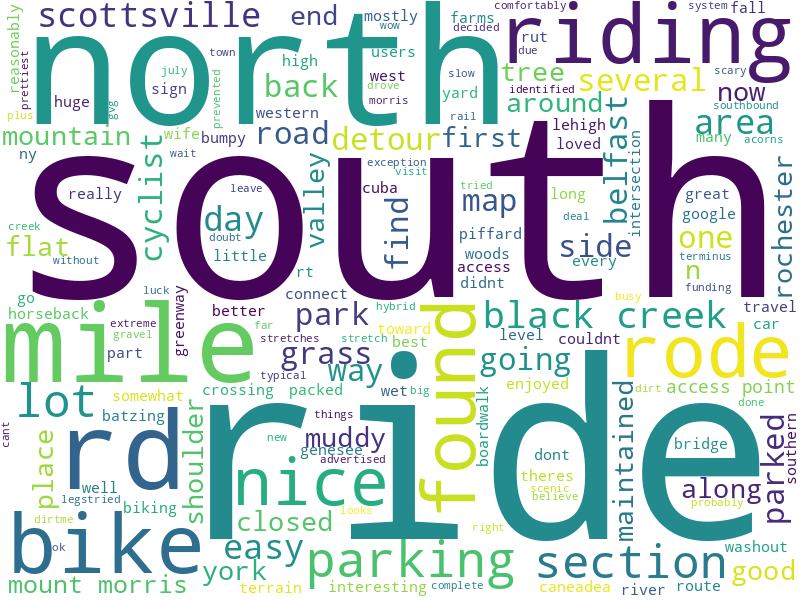 scottsville
end
mostly
wow
comfortably
system
fall
reasonably
north
riding
farms
decided
rut
due
users
town
high
july
sign
tree
scary
prettiest
huge
back
west
drove
yard
slow
identified
several
now
plus
gvg
prevented
morris
western
rail
around
southbound
area
many
acorns
mountain
wife
bumpy
road
detour
first
lehigh
loved
ny
wait
cyclist
south
valley
exception
visit
belfast
intersection
rochester
really
leave
cuba
tried
long
map
great
google
deal
day
doubt
little
find
piffard
woods
access
didnt
side
every
one
n
terminus
funding
creek
flat
without
rt
go
luck
horseback
greenway
connect
better
stretches
park
hybrid
toward
black creek
busy
travel
car
mile
extreme
gravel
part
far
stretch
best
grass
way
level
going
couldnt
rode
found
lot
somewhat
batzing
crossing
typical
packed
wet
big
enjoyed
dirt
access point
done
cant
rd
shoulder
things
new
muddy
genesee
advertised
boardwalk
ride
dont
maintained
bridge
parked
southern
place
well
legstried
biking
nice
theres
scenic
believe
along
probably
dirtme
bike
ok
closed
looks
right
easy
york
parking
section
washout
good
mount morris
terrain
interesting
complete
caneadea
river
route